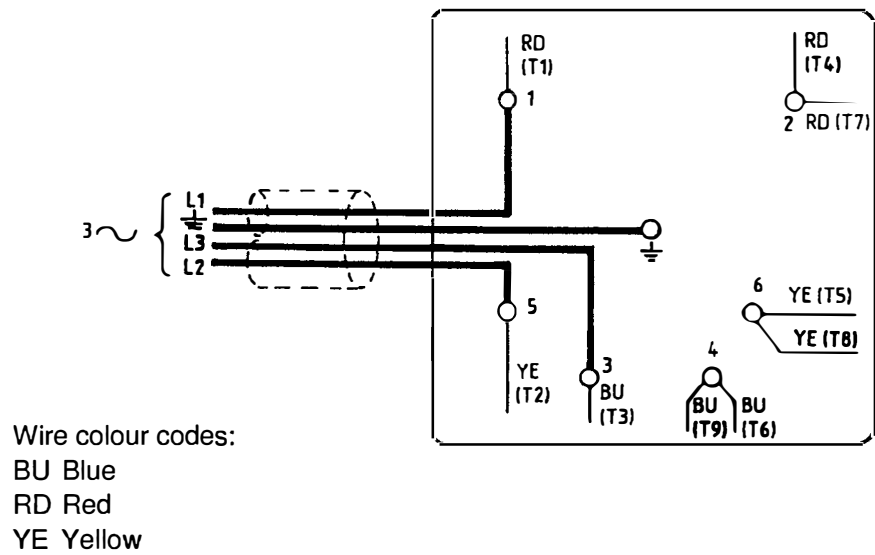 RD
(T1)
1
RD
(T4)
2 RD (T7)
L1
3
L3
L2
6
YE (T5)
YE (T8)
5
YE
(T2)
3
BU
(T3)
4
BU
(T9)
BU
(T6)
Wire colour codes:
BU Blue
RD Red
YE Yellow